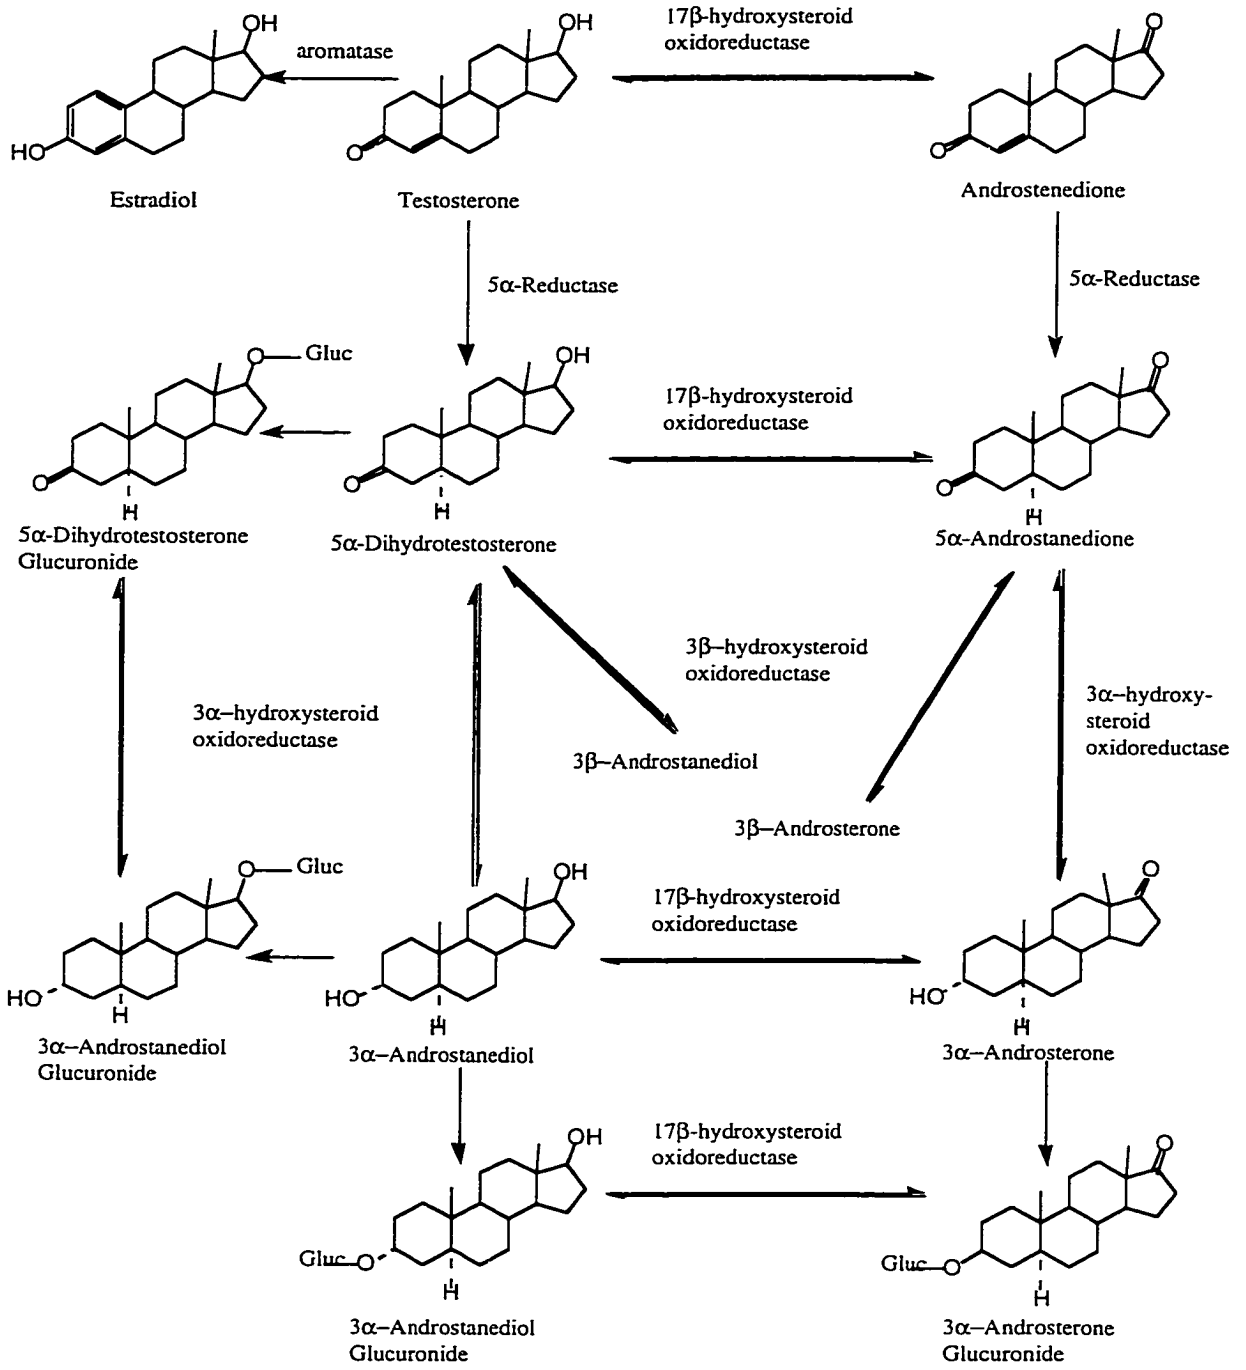 OH
OH
17β-hydroxysteroid
oxidoreductase
O
aromatase
HO
O
O
Estradiol
Testosterone
Androstenedione
5α-Reductase
5α-Reductase
O—Gluc
OH
O
17β-hydroxysteroid
oxidoreductase
O
O
O
H
H
H
5α-Dihydrotestosterone
Glucuronide
5α-Dihydrotestosterone
5α-Androstanedione
3β–hydroxysteroid
oxidoreductase
3α–hydroxysteroid
oxidoreductase
3α–hydroxy-
steroid
oxidoreductase
3β–Androstanediol
3β–Androsterone
O—Gluc
OH
O
17β-hydroxysteroid
oxidoreductase
HO
HO
HO
H
H
H
3α–Androstanediol
Glucuronide
3α–Androstanediol
3α–Androsterone
OH
17β-hydroxysteroid
oxidoreductase
O
Gluc—O
Gluc—O
H
H
3α–Androstanediol
Glucuronide
3α–Androsterone
Glucuronide